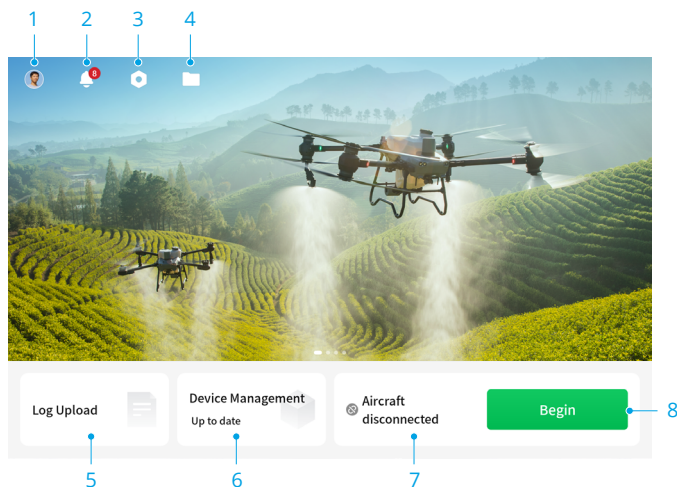 1 2 3 4
8
Log Upload
Device Management
Up to date
Aircraft
disconnected
Begin
8
5 6 7